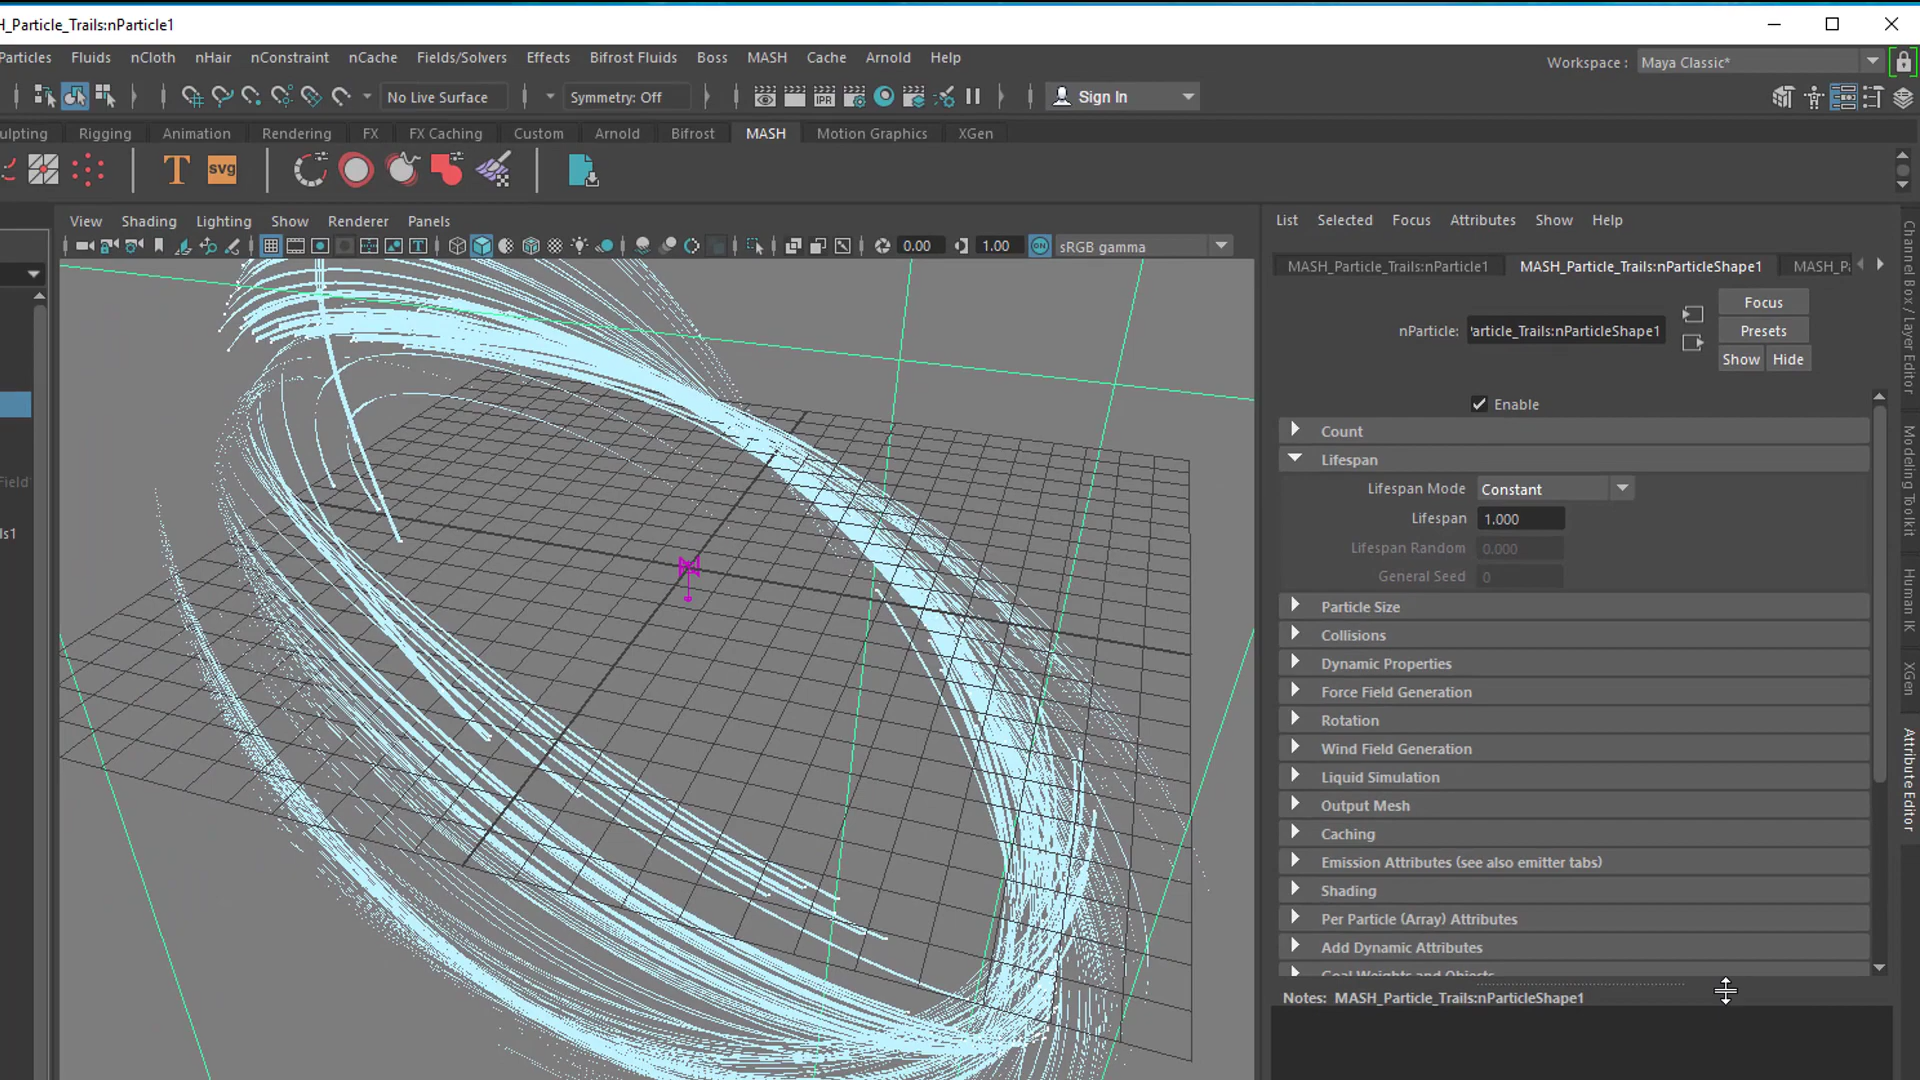 H_Particle_Trails:nParticle1
Particles Fluids nCloth nHair nConstraint nCache Fields/Solvers Effects Bifrost Fluids Boss MASH Cache Arnold Help
Workspace : Maya Classic*
No Live Surface Symmetry: Off IPR Sign In
ulpting Rigging Animation Rendering FX FX Caching Custom Arnold Bifrost MASH Motion Graphics XGen
T SVG
View Shading Lighting Show Renderer Panels
0.00 1.00 ON sRGB gamma
List Selected Focus Attributes Show Help
MASH_Particle_Trails:nParticle1 MASH_Particle_Trails:nParticleShape1 MASH_P
Focus
nParticle: article_Trails:nParticleShape1 Presets
Show Hide
Enable
Count
Lifespan
Lifespan Mode Constant
Lifespan 1.000
Lifespan Random 0.000
General Seed 0
Particle Size
Collisions
Dynamic Properties
Force Field Generation
Rotation
Wind Field Generation
Liquid Simulation
Output Mesh
Caching
Emission Attributes (see also emitter tabs)
Shading
Per Particle (Array) Attributes
Add Dynamic Attributes
Goal Weights and Objects
Notes: MASH_Particle_Trails:nParticleShape1
Field
ls1
Channel Box / Layer Editor
Modeling Toolkit
Human IK
XGen
Attribute Editor